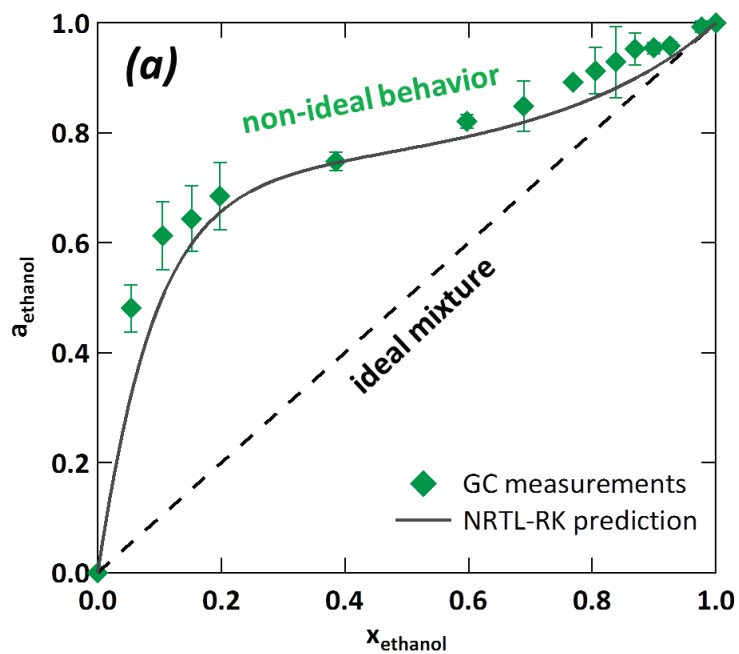 (a)
non-ideal behavior
ideal mixture
GC measurements
NRTL-RK prediction
1.0
0.8
0.6
0.4
0.2
0.0
a_ethanol
0.0 0.2 0.4 0.6 0.8 1.0
x_ethanol